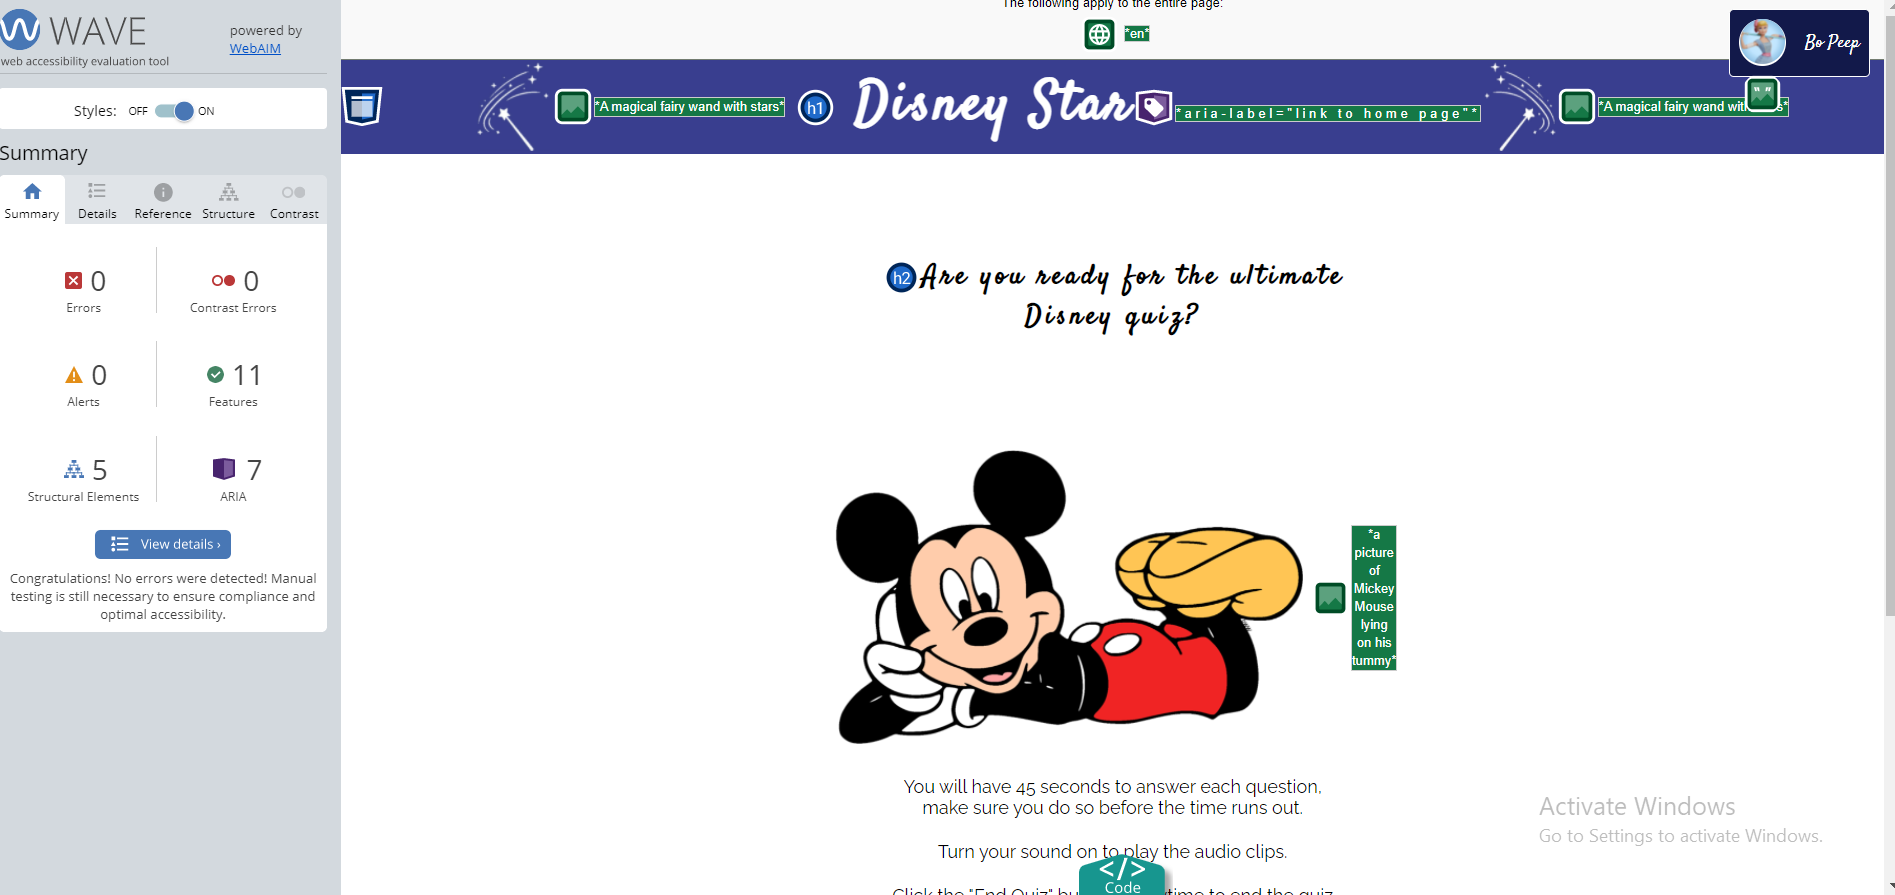 WAVE
powered by
WebAIM
web accessibility evaluation tool
Styles: OFF ON
Summary
Summary Details Reference Structure Contrast
0
Errors
0
Contrast Errors
0
Alerts
11
Features
5
Structural Elements
7
ARIA
View details ›
Congratulations! No errors were detected! Manual
testing is still necessary to ensure compliance and
optimal accessibility.
The following apply to the entire page:
*en*
Bo Peep
*A magical fairy wand with stars*
h1 Disney Star
*aria-label="link to home page"*
*A magical fairy wand
h2 Are you ready for the ultimate
Disney quiz?
*a
picture
of
Mickey
Mouse
lying
on his
tummy*
You will have 45 seconds to answer each question,
make sure you do so before the time runs out.
Turn your sound on to play the audio clips.
Click the "End Quiz" time to end the quiz
</>
Code
Activate Windows
Go to Settings to activate Windows.